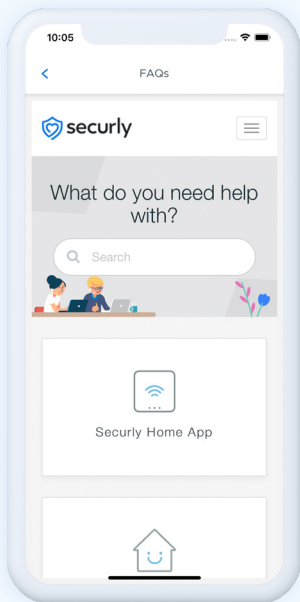 10:05
FAQs
securly
What do you need help
with?
Search
Securly Home App